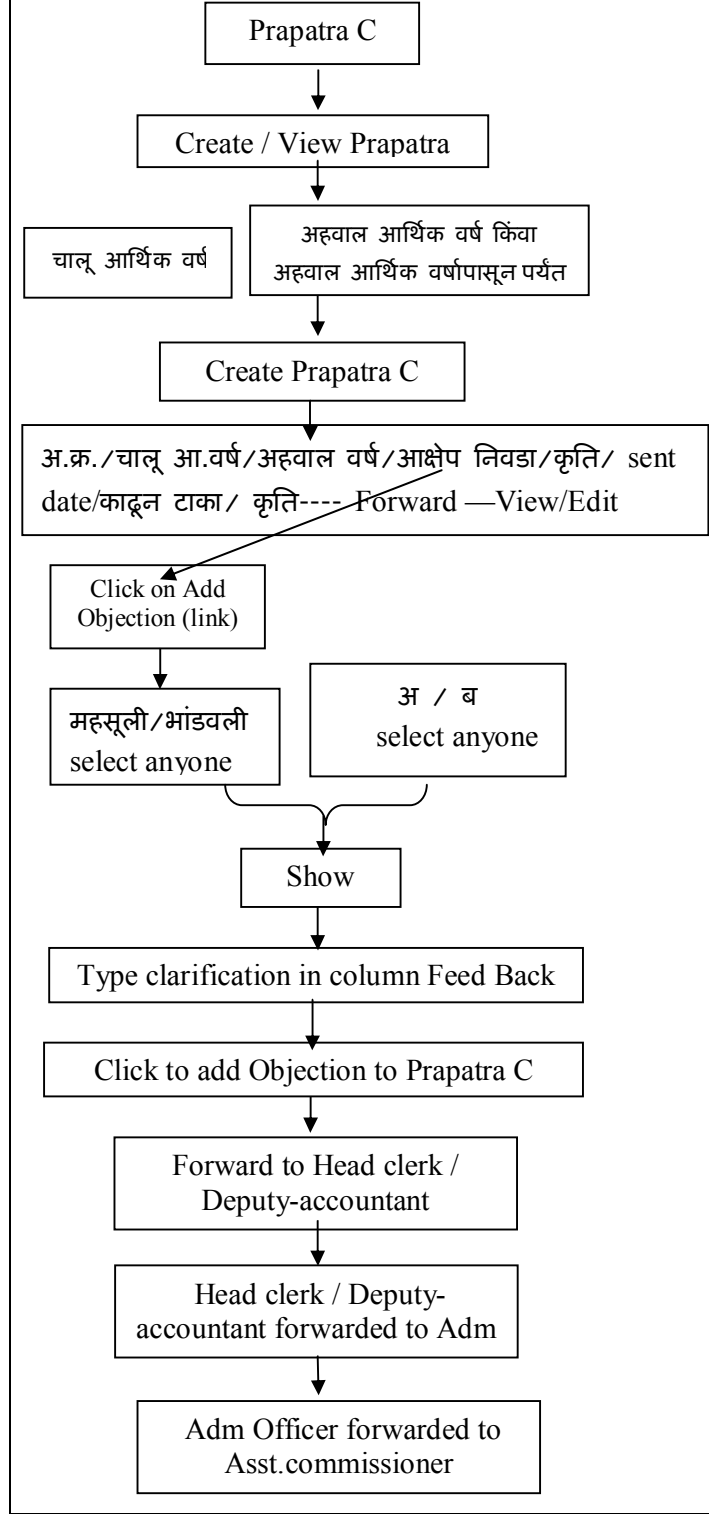 Prapatra C
Create / View Prapatra
चालू आर्थिक वर्ष
अहवाल आर्थिक वर्ष किंवा
अहवाल आर्थिक वर्षापासून पर्यंत
Create Prapatra C
अ.क्र./चालू आ.वर्ष/अहवाल वर्ष/आक्षेप निवडा/कृति/ sent
date/काढून टाका/ कृति---- Forward —View/Edit
Click on Add
Objection (link)
महसूली/भांडवली
select anyone
अ / ब
select anyone
Show
Type clarification in column Feed Back
Click to add Objection to Prapatra C
Forward to Head clerk /
Deputy-accountant
Head clerk / Deputy-
accountant forwarded to Adm
Adm Officer forwarded to
Asst.commissioner